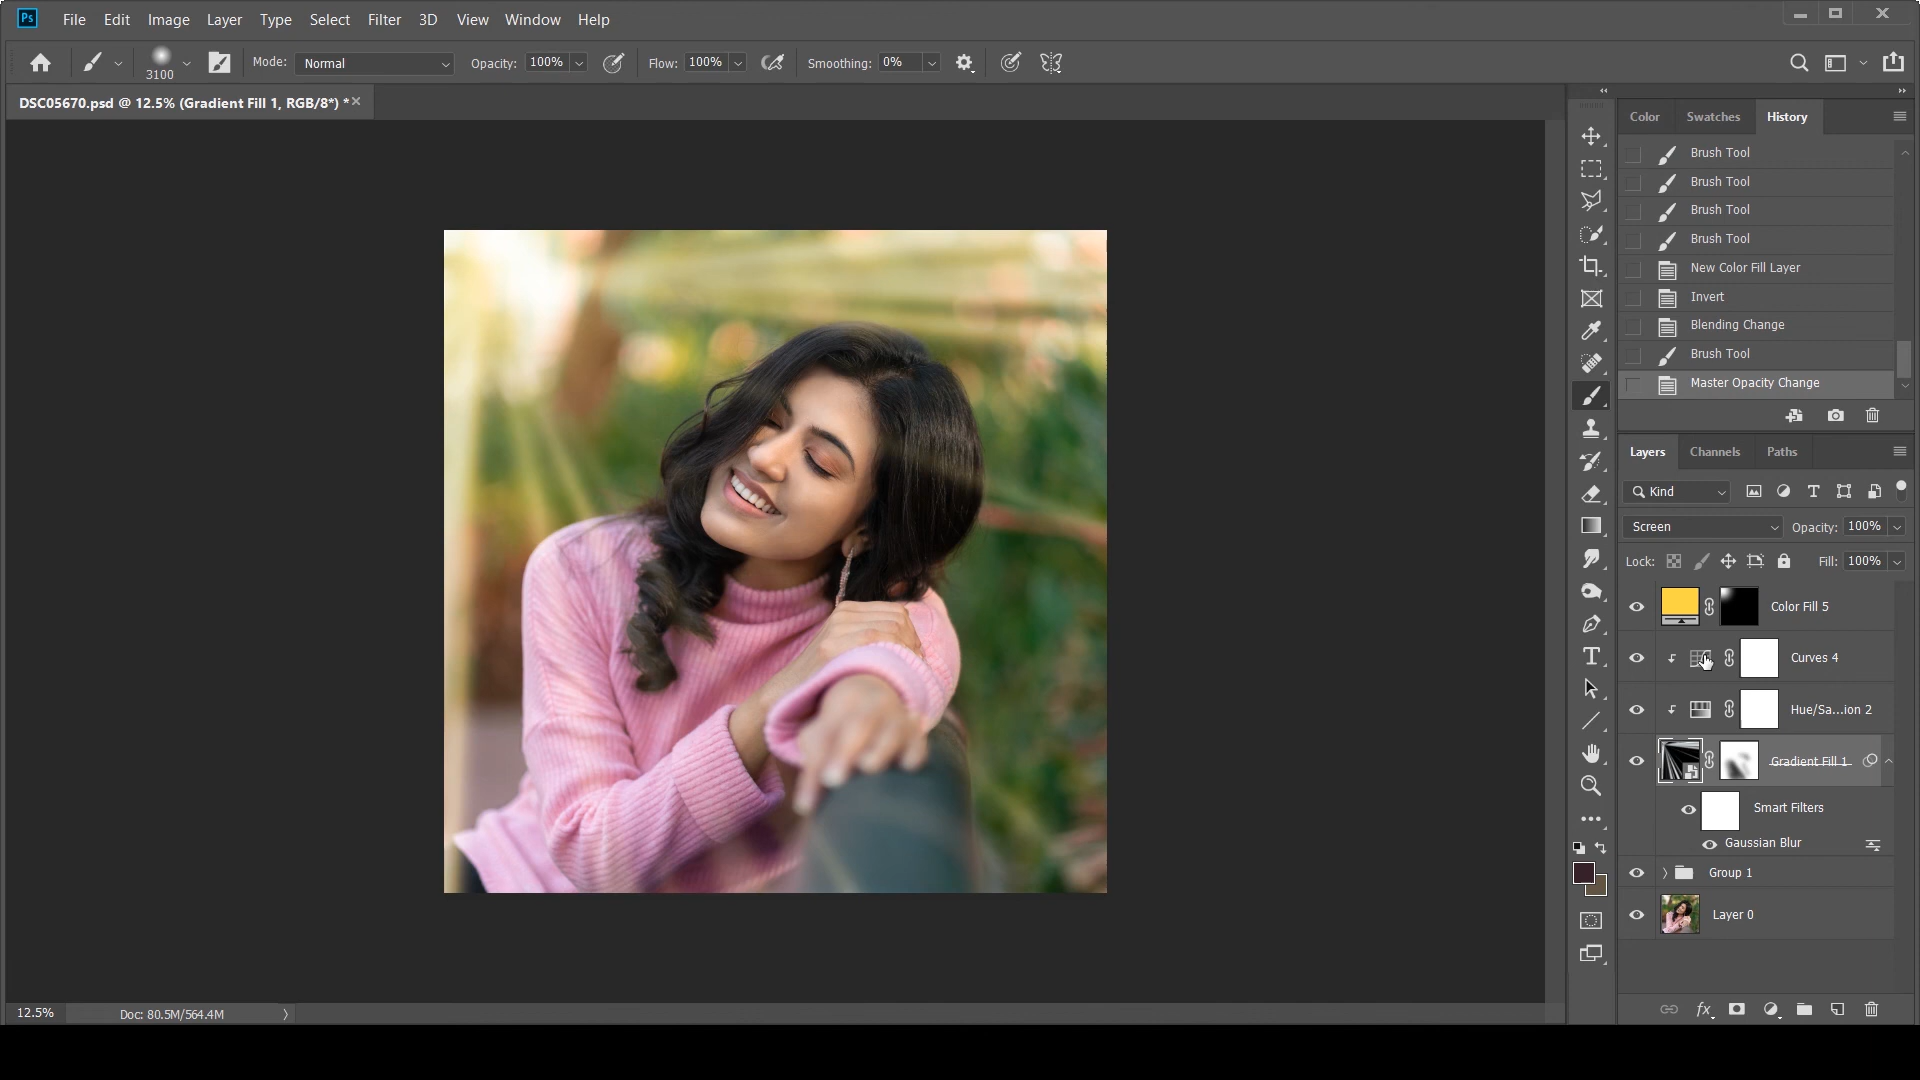 Ps File Edit Image Layer Type Select Filter 3D View Window Help
3100 Mode: Normal Opacity: 100% Flow: 100% Smoothing: 0%
DSC05670.psd @ 12.5% (Gradient Fill 1, RGB/8*) *
Color Swatches History
Brush Tool
Brush Tool
Brush Tool
Brush Tool
New Color Fill Layer
Invert
Blending Change
Brush Tool
Master Opacity Change
Layers Channels Paths
Kind
Screen Opacity: 100%
Lock: Fill: 100%
Color Fill 5
Curves 4
Hue/Sa...ion 2
Gradient Fill 1
Smart Filters
Gaussian Blur
Group 1
Layer 0
12.5% Doc: 80.5M/564.4M